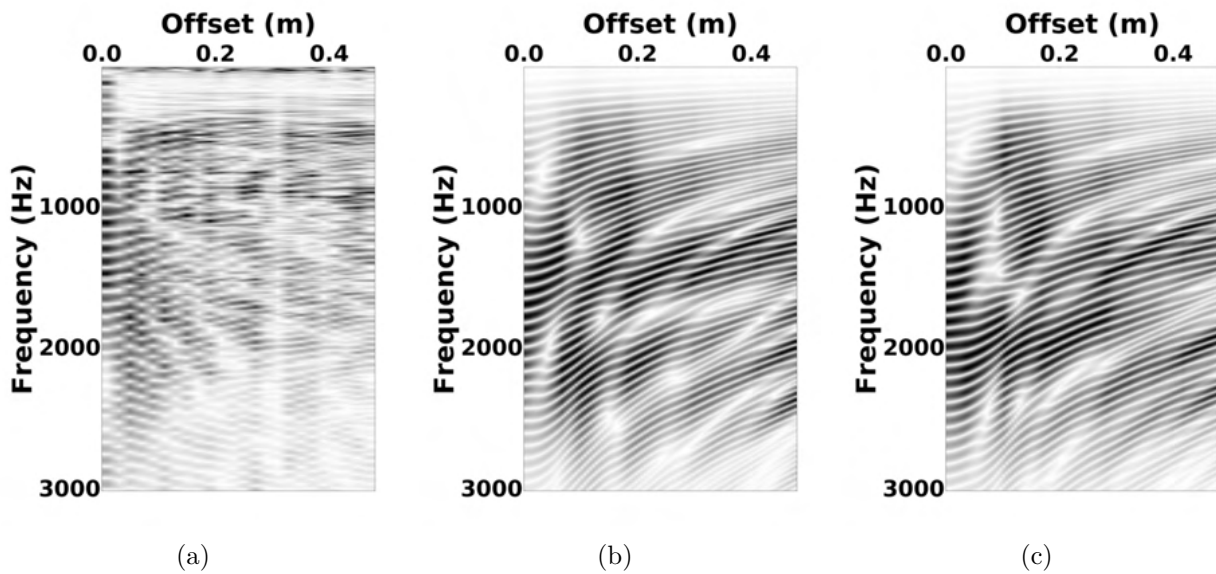 Offset (m) Offset (m) Offset (m)
0.0 0.2 0.4 0.0 0.2 0.4 0.0 0.2 0.4
Frequency (Hz) Frequency (Hz) Frequency (Hz)
1000 1000 1000
2000 2000 2000
3000 3000 3000
(a) (b) (c)